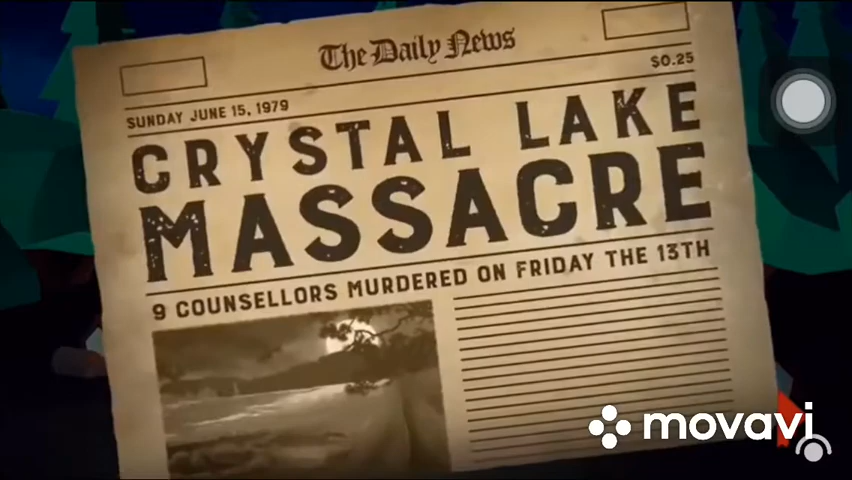 The Daily News
$0.25
SUNDAY JUNE 15, 1979
CRYSTAL LAKE
MASSACRE
9 COUNSELLORS MURDERED ON FRIDAY THE 13TH
movavi